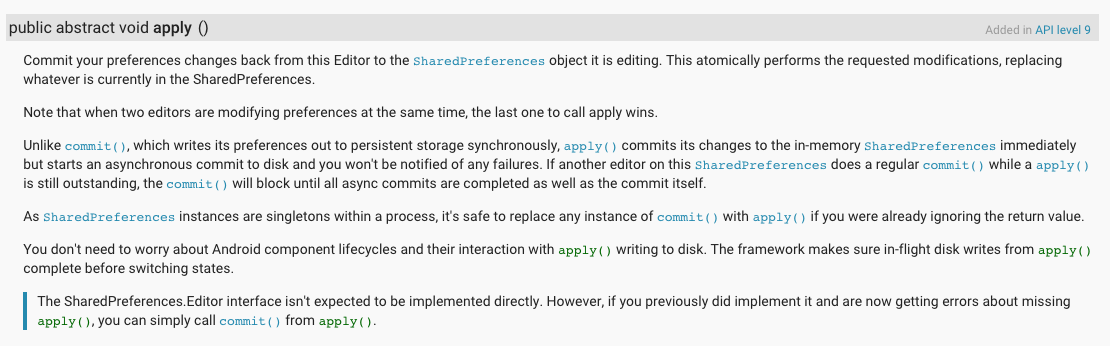 public abstract void apply ()
Added in API level 9
Commit your preferences changes back from this Editor to the SharedPreferences object it is editing. This atomically performs the requested modifications, replacing
whatever is currently in the SharedPreferences.
Note that when two editors are modifying preferences at the same time, the last one to call apply wins.
Unlike commit(), which writes its preferences out to persistent storage synchronously, apply() commits its changes to the in-memory SharedPreferences immediately
but starts an asynchronous commit to disk and you won't be notified of any failures. If another editor on this SharedPreferences does a regular commit() while a apply()
is still outstanding, the commit() will block until all async commits are completed as well as the commit itself.
As SharedPreferences instances are singletons within a process, it's safe to replace any instance of commit() with apply() if you were already ignoring the return value.
You don't need to worry about Android component lifecycles and their interaction with apply() writing to disk. The framework makes sure in-flight disk writes from apply()
complete before switching states.
The SharedPreferences.Editor interface isn't expected to be implemented directly. However, if you previously did implement it and are now getting errors about missing
apply(), you can simply call commit() from apply().